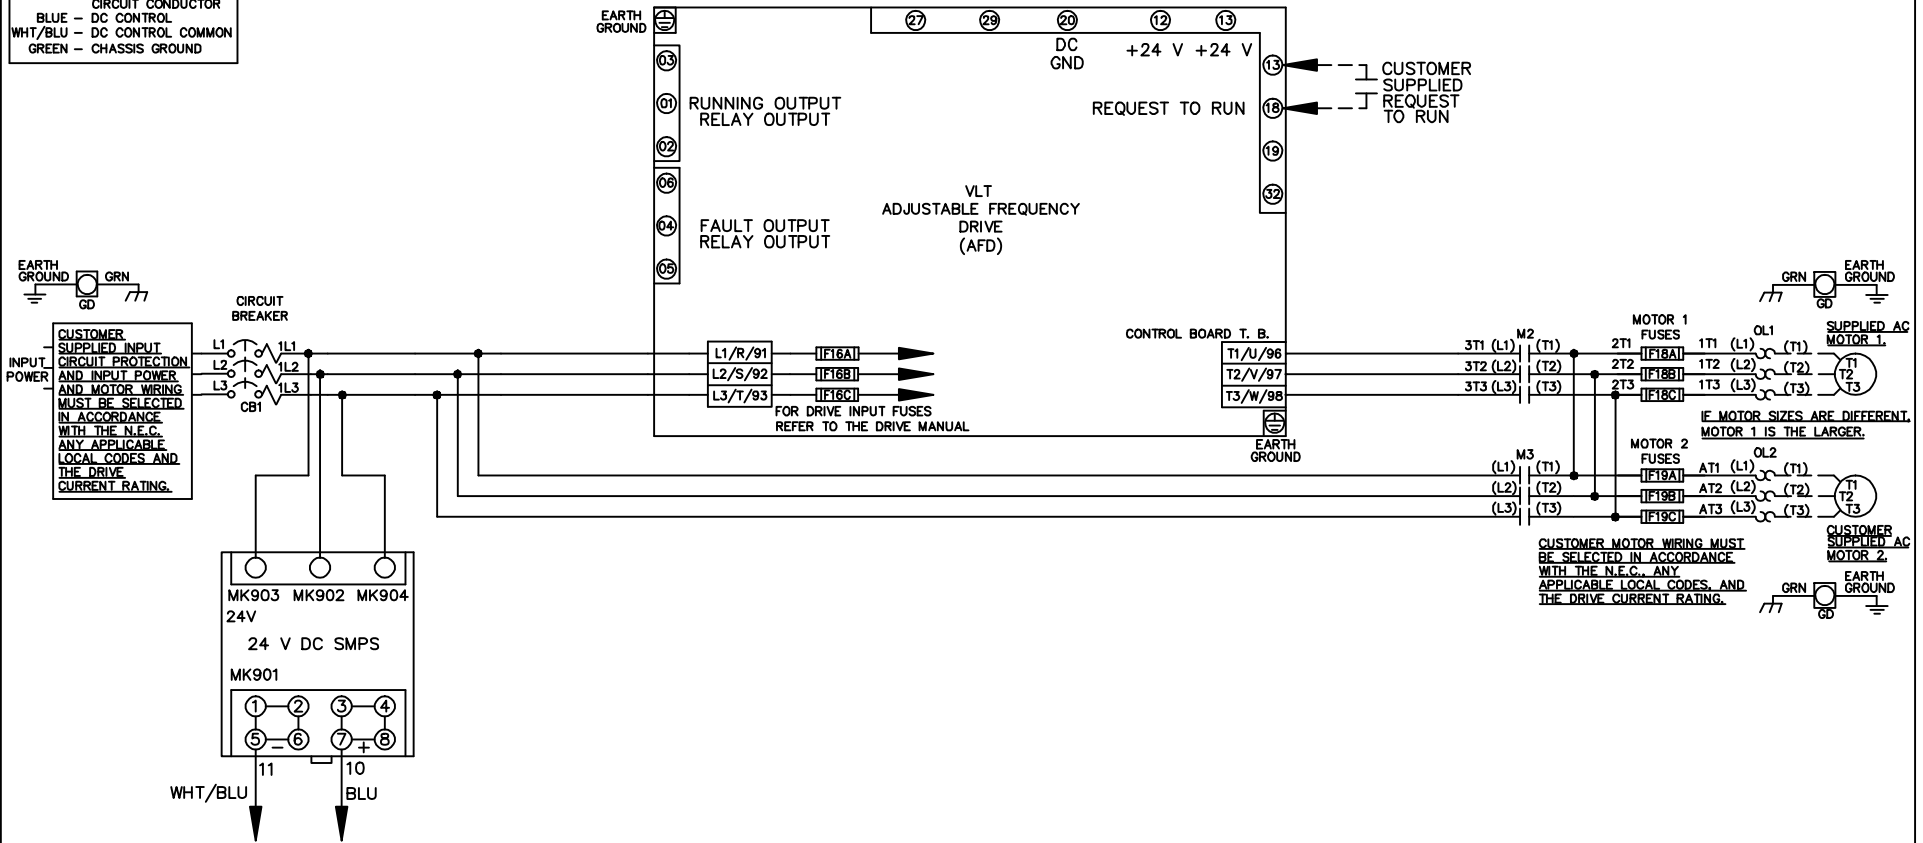 CIRCUIT CONDUCTOR
BLUE – DC CONTROL
WHT/BLU – DC CONTROL COMMON
GREEN – CHASSIS GROUND
EARTH
GROUND
27 29 20 12 13
DC
GND
+24 V +24 V
03
01
02
RUNNING OUTPUT
RELAY OUTPUT
06
04
05
FAULT OUTPUT
RELAY OUTPUT
VLT
ADJUSTABLE FREQUENCY
DRIVE
(AFD)
REQUEST TO RUN
13
18
19
32
CUSTOMER
SUPPLIED
REQUEST
TO RUN
EARTH
GROUND
GRN
GD
CIRCUIT
BREAKER
INPUT
POWER
CUSTOMER
SUPPLIED INPUT
CIRCUIT PROTECTION
AND INPUT POWER
AND MOTOR WIRING
MUST BE SELECTED
IN ACCORDANCE
WITH THE N.E.C.
ANY APPLICABLE
LOCAL CODES AND
THE DRIVE
CURRENT RATING.
L1 1L1
L2 1L2
L3 1L3
CB1
L1/R/91 F16A
L2/S/92 F16B
L3/T/93 F16C
FOR DRIVE INPUT FUSES
REFER TO THE DRIVE MANUAL
CONTROL BOARD T. B.
T1/U/96
T2/V/97
T3/W/98
EARTH
GROUND
M2
3T1 (L1) (T1)
3T2 (L2) (T2)
3T3 (L3) (T3)
MOTOR 1
FUSES
2T1 F18A 1T1 (L1) (T1)
2T2 F18B 1T2 (L2) (T2)
2T3 F18C 1T3 (L3) (T3)
OL1
T1
T2
T3
GRN
GD
EARTH
GROUND
SUPPLIED AC
MOTOR 1.
IF MOTOR SIZES ARE DIFFERENT,
MOTOR 1 IS THE LARGER.
M3
(L1) (T1)
(L2) (T2)
(L3) (T3)
MOTOR 2
FUSES
F19A AT1 (L1) (T1)
F19B AT2 (L2) (T2)
F19C AT3 (L3) (T3)
OL2
T1
T2
T3
CUSTOMER
SUPPLIED AC
MOTOR 2.
CUSTOMER MOTOR WIRING MUST
BE SELECTED IN ACCORDANCE
WITH THE N.E.C., ANY
APPLICABLE LOCAL CODES, AND
THE DRIVE CURRENT RATING.
GRN
GD
EARTH
GROUND
MK903 MK902 MK904
24V
24 V DC SMPS
MK901
1 2 3 4
5 – 6 7 + 8
11 10
WHT/BLU BLU